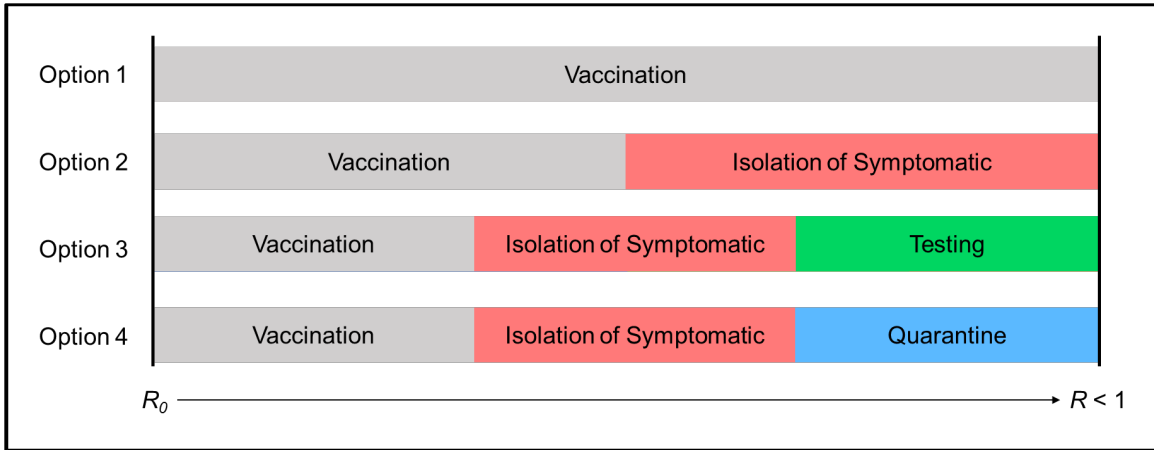 Option 1 Vaccination
Option 2 Vaccination Isolation of Symptomatic
Option 3 Vaccination Isolation of Symptomatic Testing
Option 4 Vaccination Isolation of Symptomatic Quarantine
R₀ R < 1